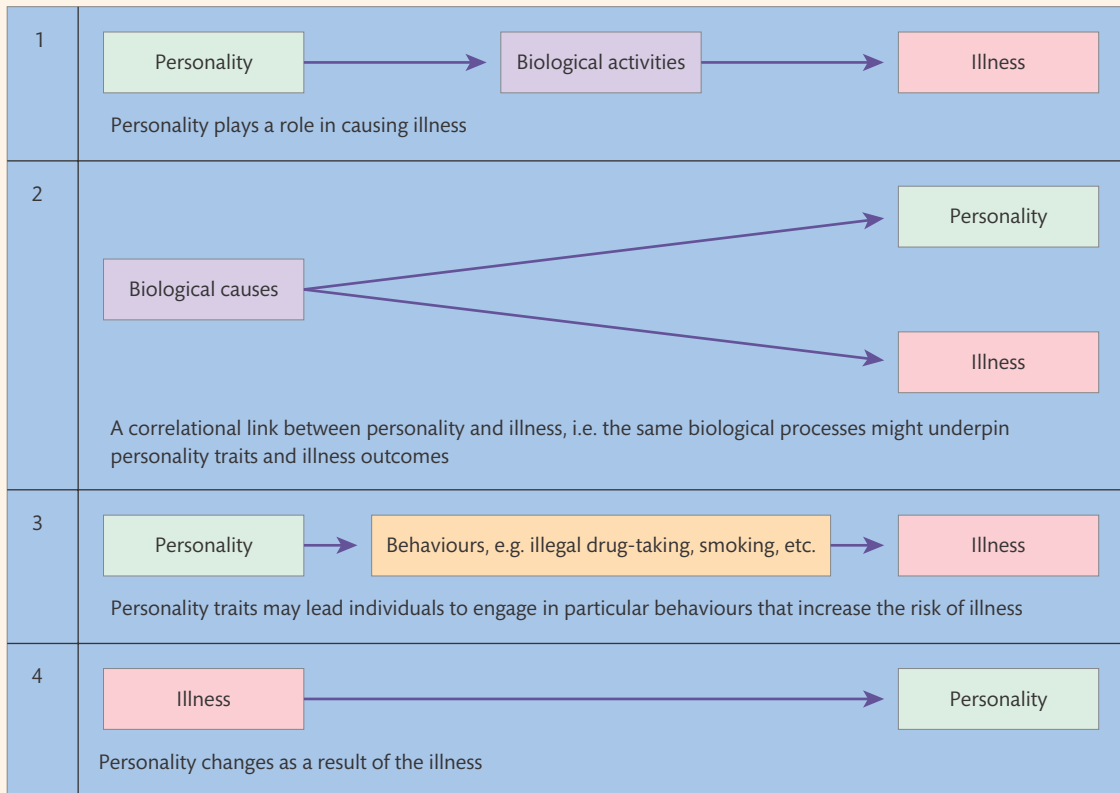 1
Personality
Biological activities
Illness
Personality plays a role in causing illness
2
Personality
Biological causes
Illness
A correlational link between personality and illness, i.e. the same biological processes might underpin
personality traits and illness outcomes
3
Personality
Behaviours, e.g. illegal drug-taking, smoking, etc.
Illness
Personality traits may lead individuals to engage in particular behaviours that increase the risk of illness
4
Illness
Personality
Personality changes as a result of the illness